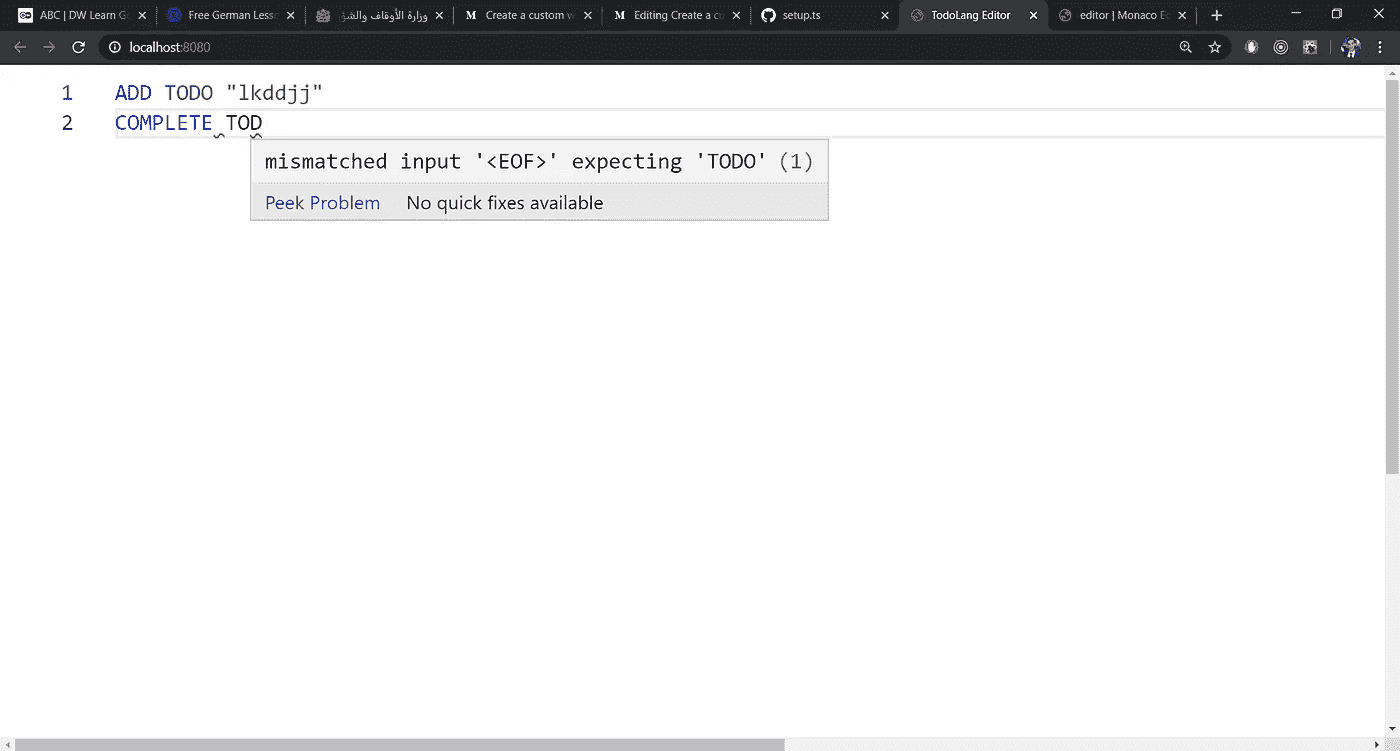 ABC | DW Learn G
Free German Less
وزارة الأوقاف والشؤ
Create a custom w
Editing Create a cu
setup.ts
TodoLang Editor
editor | Monaco Ed
localhost:8080
1 ADD TODO "lkddjj"
2 COMPLETE TOD
mismatched input '<EOF>' expecting 'TODO' (1)
Peek Problem No quick fixes available